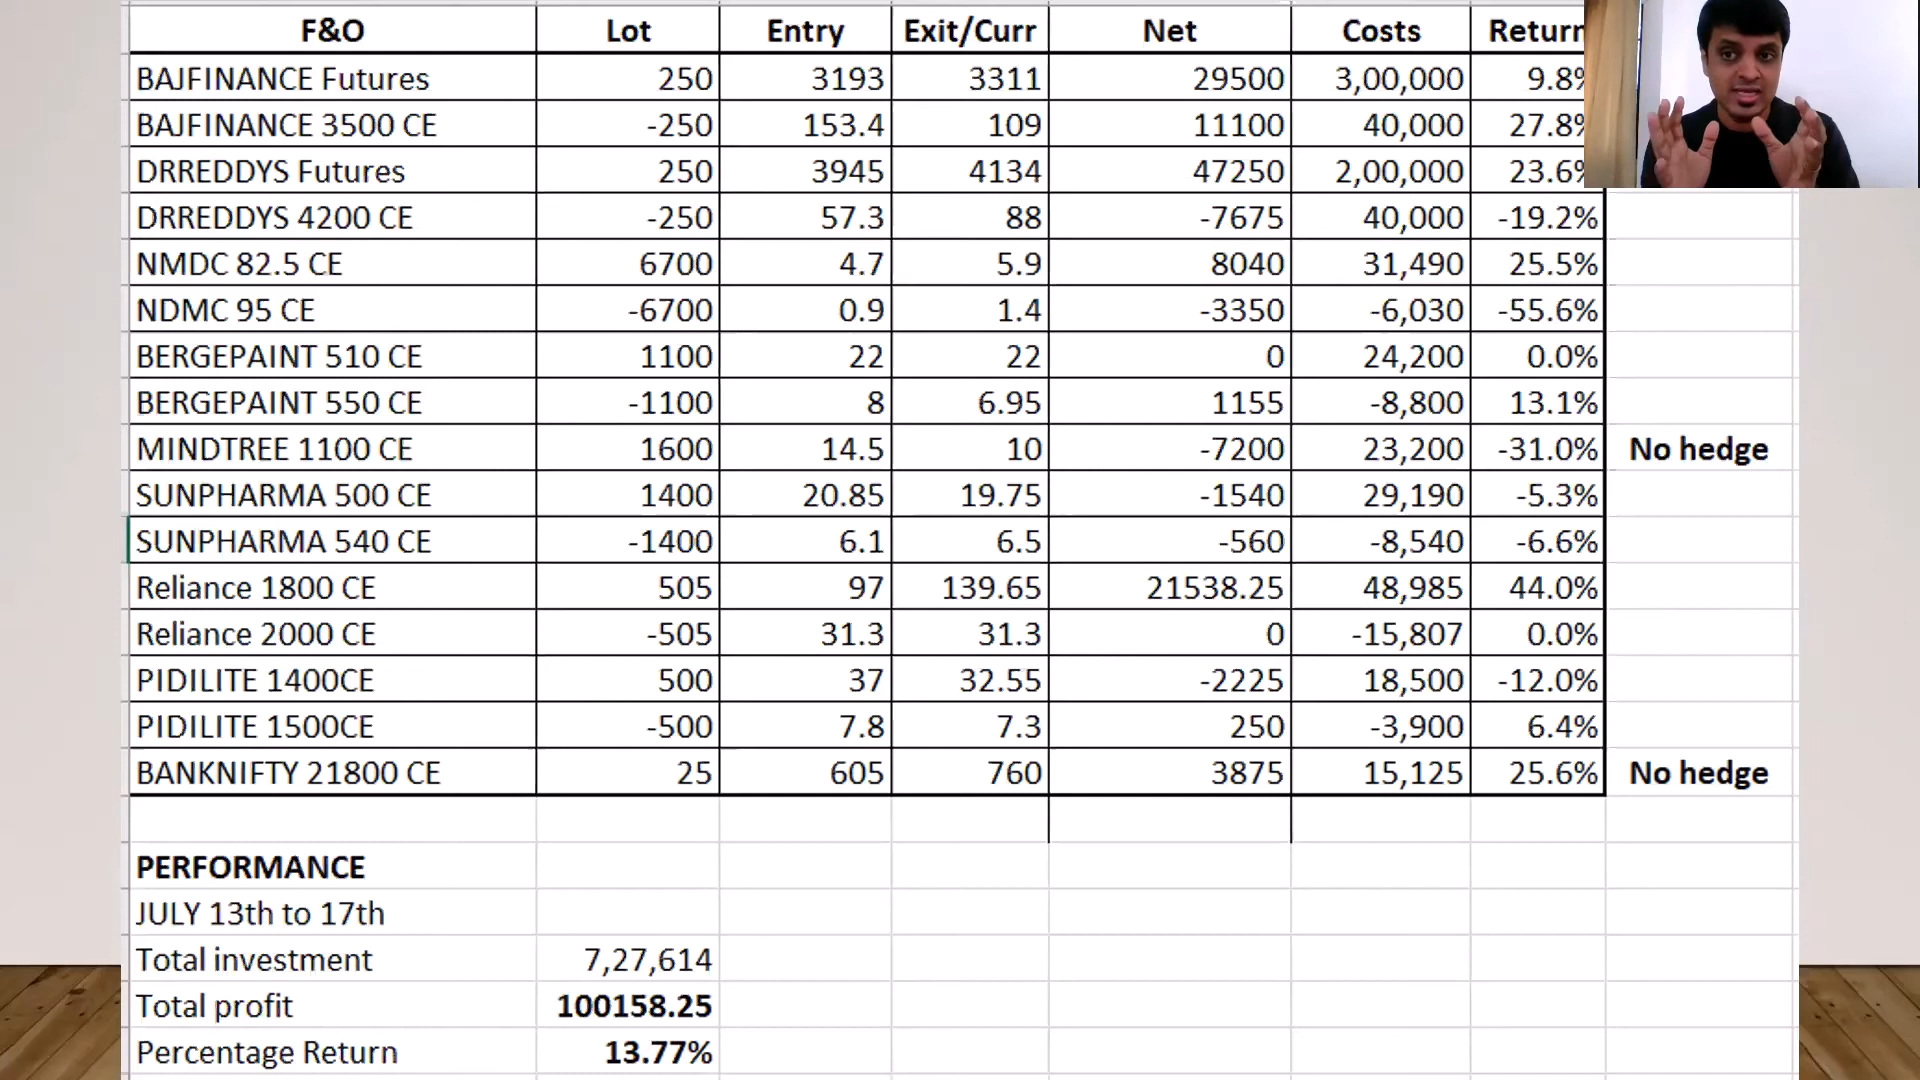 F&O Lot Entry Exit/Curr Net Costs Return
BAJFINANCE Futures 250 3193 3311 29500 3,00,000 9.8%
BAJFINANCE 3500 CE -250 153.4 109 11100 40,000 27.8%
DRREDDYS Futures 250 3945 4134 47250 2,00,000 23.6%
DRREDDYS 4200 CE -250 57.3 88 -7675 40,000 -19.2%
NMDC 82.5 CE 6700 4.7 5.9 8040 31,490 25.5%
NDMC 95 CE -6700 0.9 1.4 -3350 -6,030 -55.6%
BERGEPAINT 510 CE 1100 22 22 0 24,200 0.0%
BERGEPAINT 550 CE -1100 8 6.95 1155 -8,800 13.1%
MINDTREE 1100 CE 1600 14.5 10 -7200 23,200 -31.0% No hedge
SUNPHARMA 500 CE 1400 20.85 19.75 -1540 29,190 -5.3%
SUNPHARMA 540 CE -1400 6.1 6.5 -560 -8,540 -6.6%
Reliance 1800 CE 505 97 139.65 21538.25 48,985 44.0%
Reliance 2000 CE -505 31.3 31.3 0 -15,807 0.0%
PIDILITE 1400CE 500 37 32.55 -2225 18,500 -12.0%
PIDILITE 1500CE -500 7.8 7.3 250 -3,900 6.4%
BANKNIFTY 21800 CE 25 605 760 3875 15,125 25.6% No hedge
PERFORMANCE
JULY 13th to 17th
Total investment 7,27,614
Total profit 100158.25
Percentage Return 13.77%